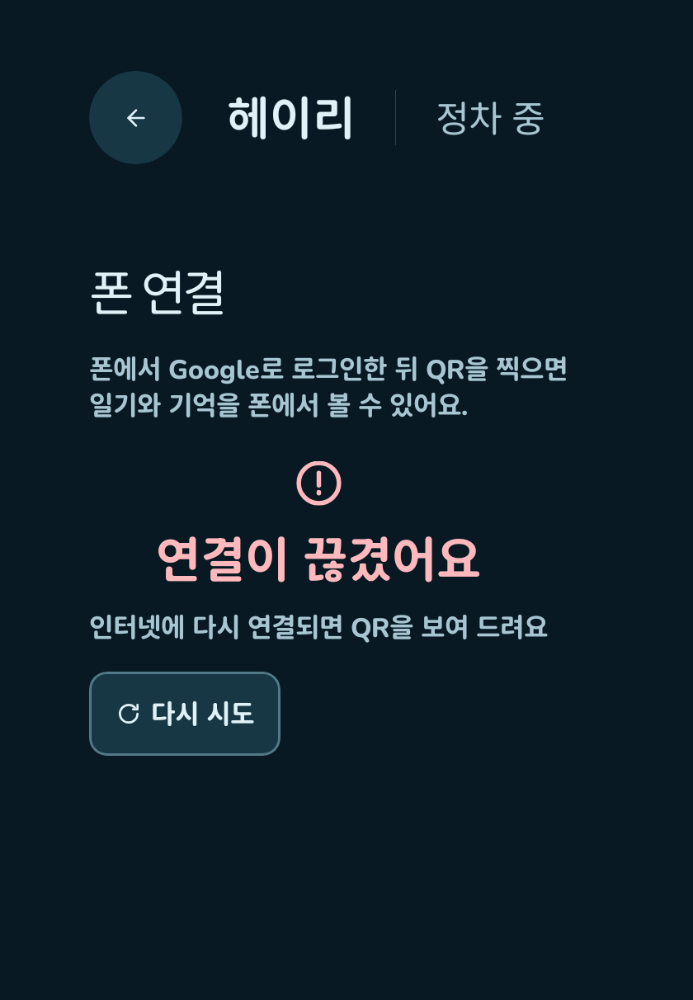 헤이리
정차 중
폰 연결
폰에서 Google로 로그인한 뒤 QR을 찍으면
일기와 기억을 폰에서 볼 수 있어요.
연결이 끊겼어요
인터넷에 다시 연결되면 QR을 보여 드려요
다시 시도